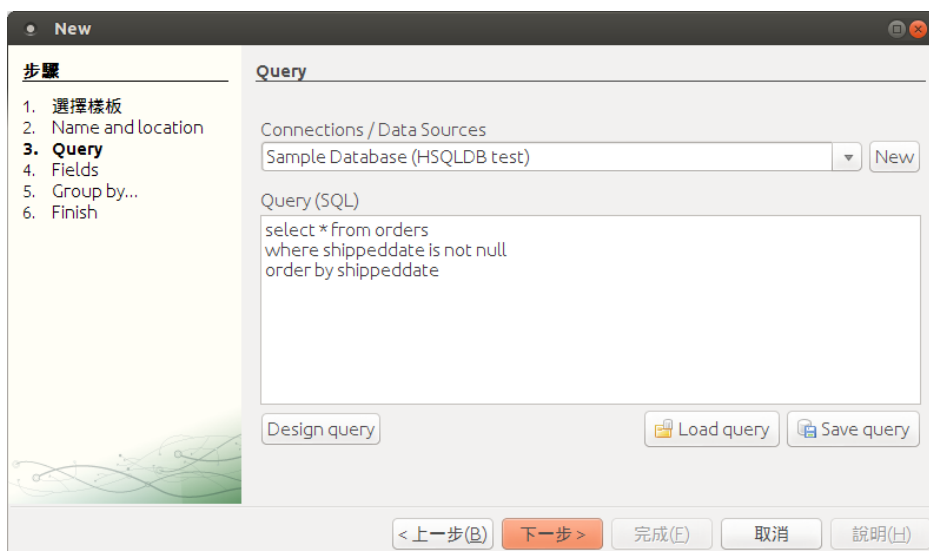 New
步驟
1. 選擇樣板
2. Name and location
3. Query
4. Fields
5. Group by...
6. Finish
Query
Connections / Data Sources
Sample Database (HSQLDB test)
New
Query (SQL)
select * from orders
where shippeddate is not null
order by shippeddate
Design query
Load query
Save query
< 上一步(B)
下一步 >
完成(F)
取消
說明(H)